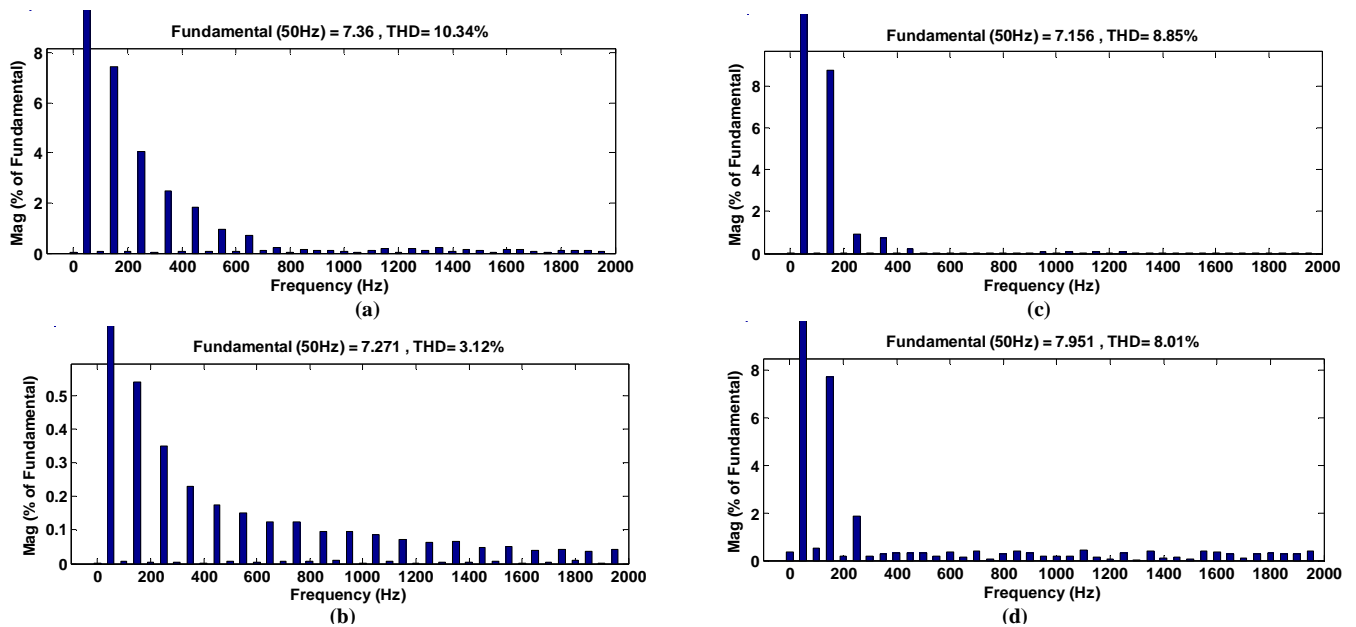 Fundamental (50Hz) = 7.36 , THD= 10.34%
Mag (% of Fundamental)
8
6
4
2
0
0 200 400 600 800 1000 1200 1400 1600 1800 2000
Frequency (Hz)
(a)
Fundamental (50Hz) = 7.271 , THD= 3.12%
Mag (% of Fundamental)
0.5
0.4
0.3
0.2
0.1
0
0 200 400 600 800 1000 1200 1400 1600 1800 2000
Frequency (Hz)
(b)
Fundamental (50Hz) = 7.156 , THD= 8.85%
Mag (% of Fundamental)
8
6
4
2
0
0 200 400 600 800 1000 1200 1400 1600 1800 2000
Frequency (Hz)
(c)
Fundamental (50Hz) = 7.951 , THD= 8.01%
Mag (% of Fundamental)
8
6
4
2
0
0 200 400 600 800 1000 1200 1400 1600 1800 2000
Frequency (Hz)
(d)